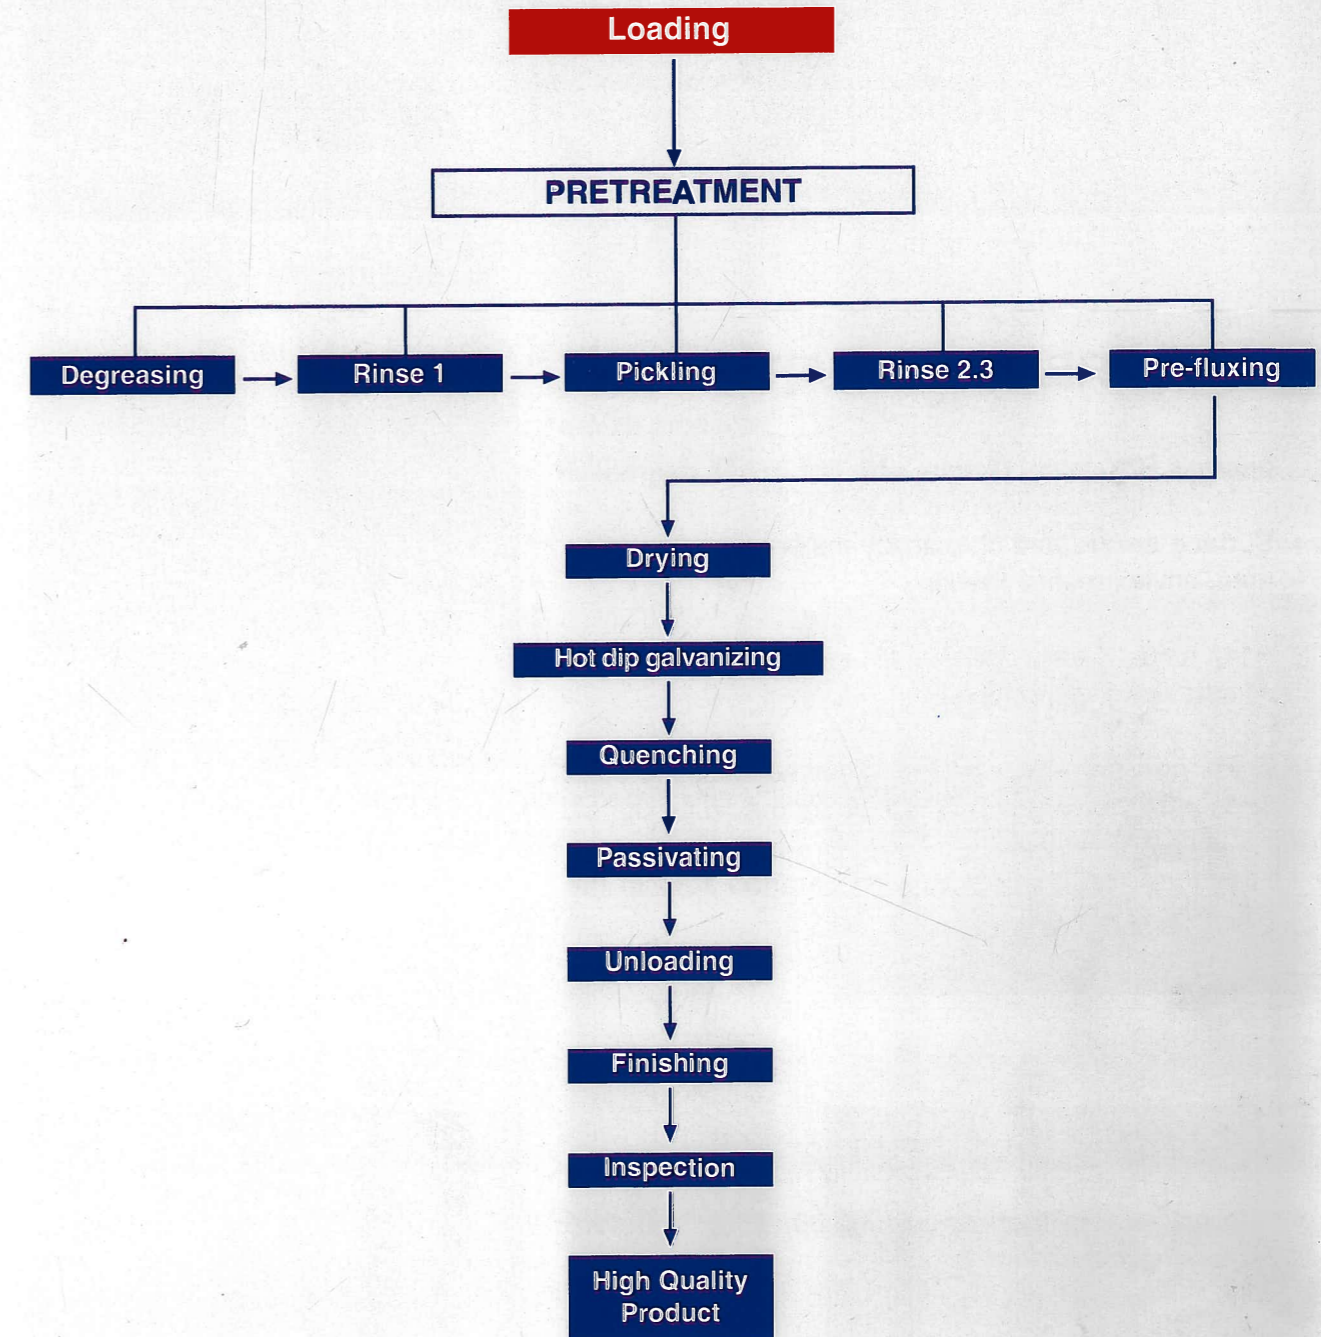 Loading
PRETREATMENT
Degreasing
Rinse 1
Pickling
Rinse 2.3
Pre-fluxing
Drying
Hot dip galvanizing
Quenching
Passivating
Unloading
Finishing
Inspection
High Quality
Product